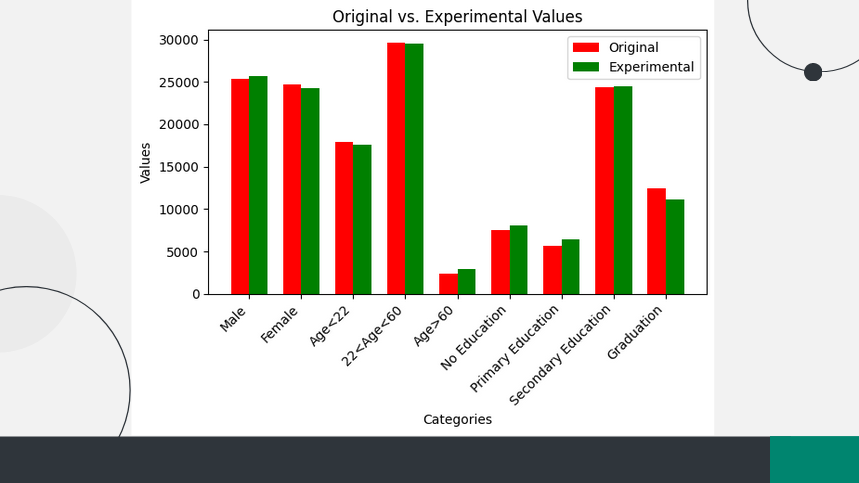 Original vs. Experimental Values
30000
25000
20000
15000
10000
5000
0
Values
Original
Experimental
Male
Female
Age<22
22<Age<60
Age>60
No Education
Primary Education
Secondary Education
Graduation
Categories